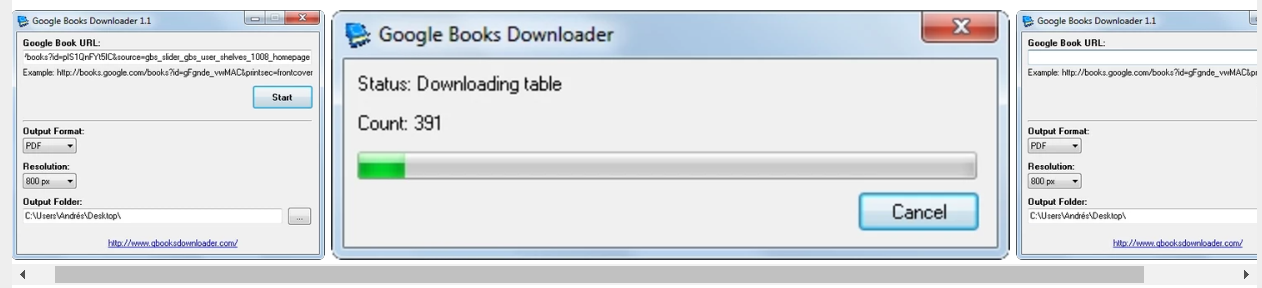 Google Books Downloader 1.1
Google Book URL:
?books?id=pIS1QnFYt5IC&source=gbs_slider_gbs_user_shelves_1008_homepage
Example: http://books.google.com/books?id=gFgnde_vwMAC&printsec=frontcover
Start
Output Format:
PDF
Resolution:
800 px
Output Folder:
C:\Users\Andrés\Desktop\
...
http://www.gbooksdownloader.com/
Google Books Downloader
Status: Downloading table
Count: 391
Cancel
Google Books Downloader 1.1
Google Book URL:
Example: http://books.google.com/books?id=gFgnde_vwMAC&pr
Output Format:
PDF
Resolution:
800 px
Output Folder:
C:\Users\Andrés\Desktop\
http://www.gbooksdownloader.com/